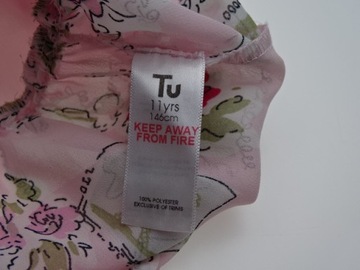 Tu
11yrs
146cm
KEEP AWAY
FROM FIRE
100% POLYESTER
EXCLUSIVE OF TRIMS